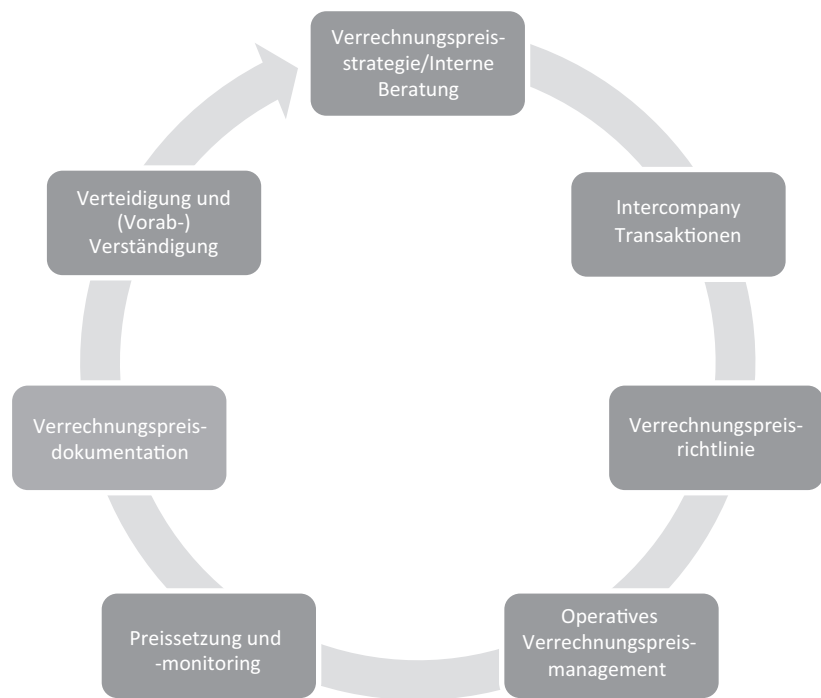 Verrechnungspreis-
strategie/Interne
Beratung
Intercompany
Transaktionen
Verrechnungspreis-
richtlinie
Operatives
Verrechnungspreis-
management
Preissetzung und
-monitoring
Verrechnungspreis-
dokumentation
Verteidigung und
(Vorab-)
Verständigung